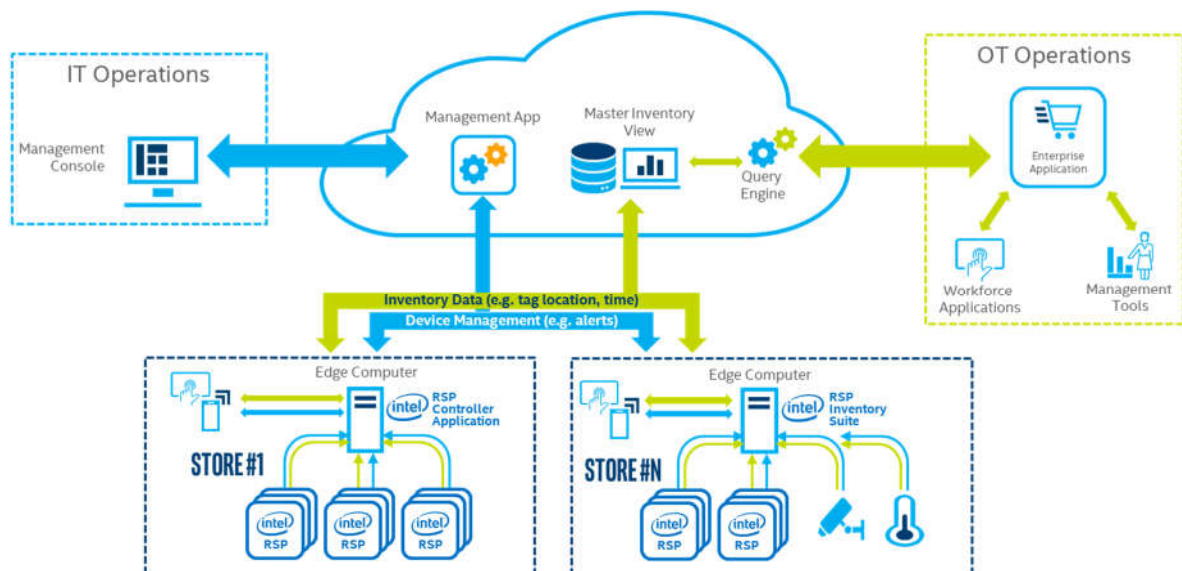 IT Operations
Management
Console
Management App
Master Inventory
View
Query
Engine
OT Operations
Enterprise
Application
Workforce
Applications
Management
Tools
Inventory Data (e.g. tag location, time)
Device Management (e.g. alerts)
Edge Computer
intel
RSP
Controller
Application
STORE #1
intel
RSP
intel
RSP
intel
RSP
Edge Computer
intel
RSP
Inventory
Suite
STORE #N
intel
RSP
intel
RSP